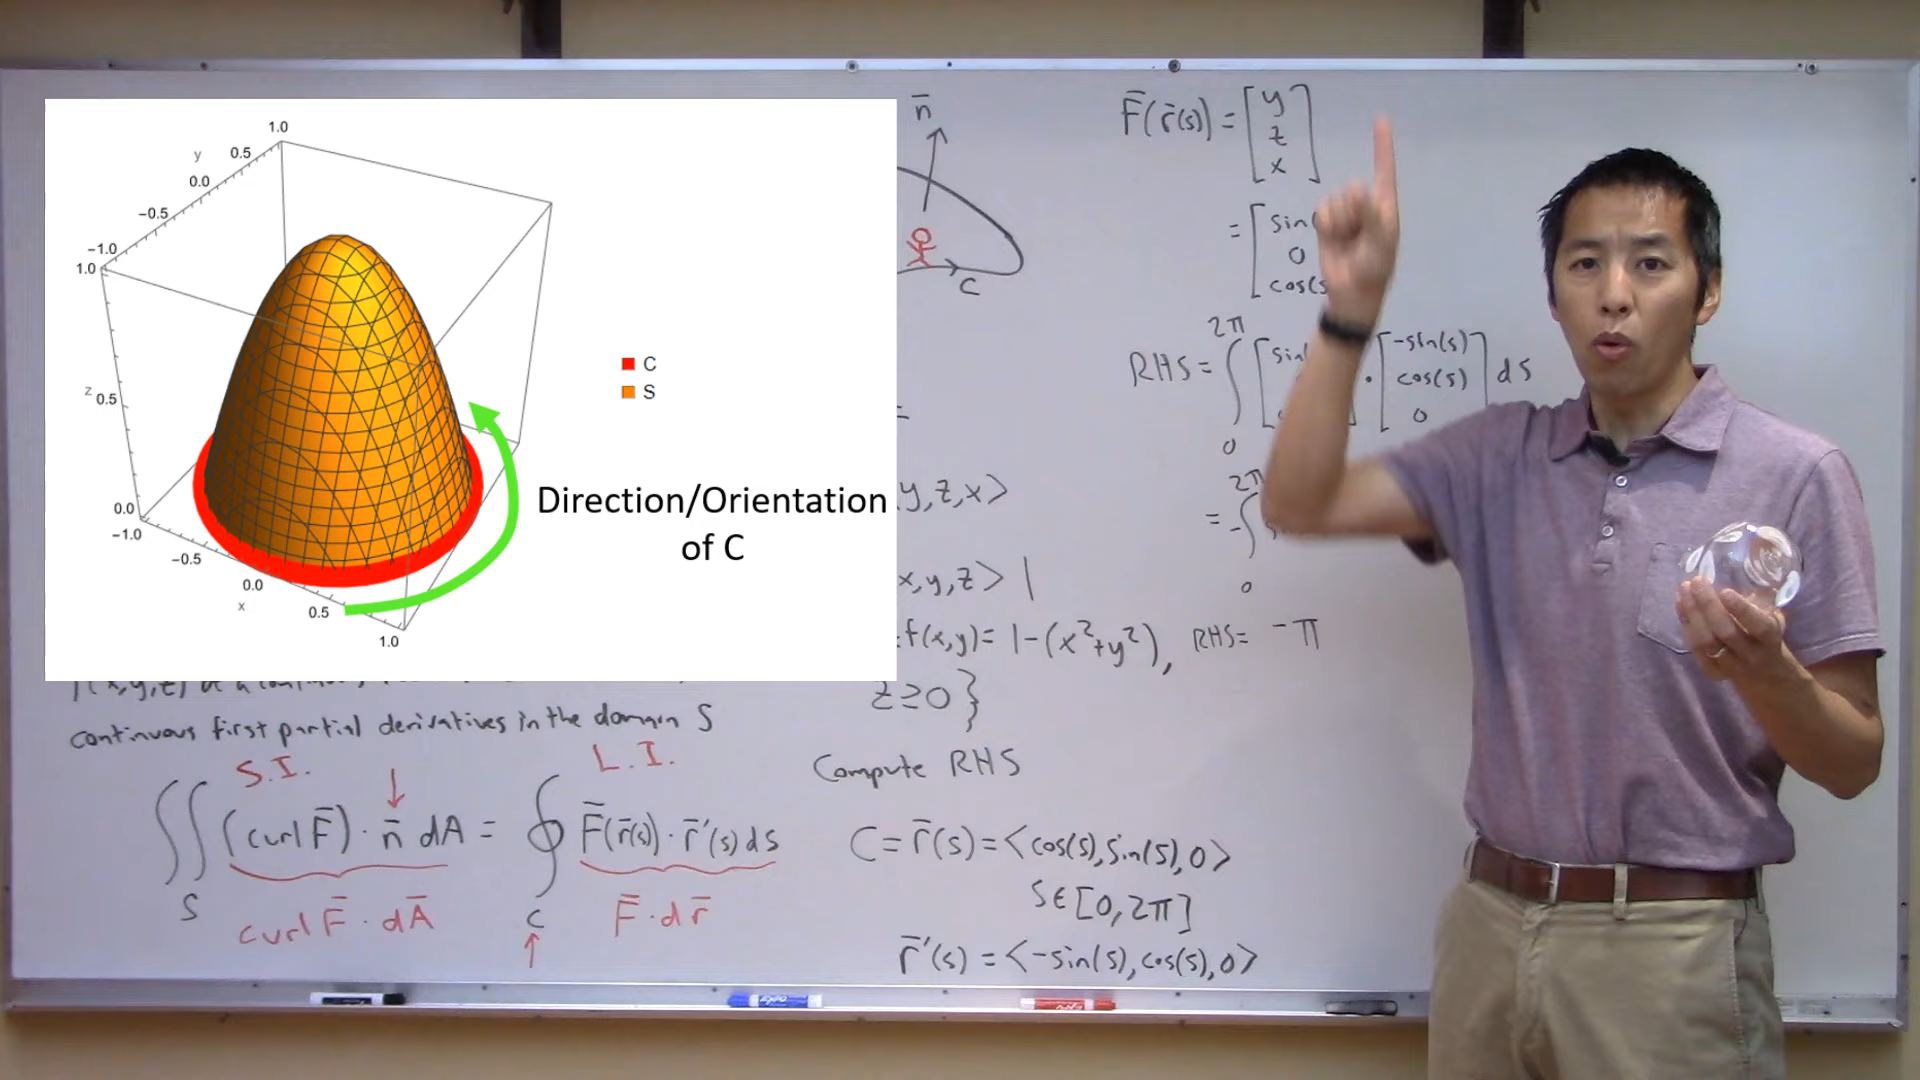 1.0
y
0.5
0.0
−0.5
−1.0
1.0
z 0.5
0.0
−1.0
−0.5
0.0
x
0.5
1.0
C
S
Direction/Orientation
of C
n̄
C
F̄(r̄(s)) = [y
z
x]
= [sin(
0
cos(s
RHS = ∫ 0 2π [sin( · [-sin(s)
cos(s)
0] ds
= -∫ 0 2π
RHS = -π
y,z,x>
x,y,z> |
f(x,y) = 1-(x²+y²),
z≥0}
continuous first partial derivatives in the domain S
S.I.
L.I.
∬ S (curl F̄)·n̄ dA = ∮ C F̄(r̄(s))·r̄'(s)ds
curl F̄·dĀ
F̄·dr̄
Compute RHS
C = r̄(s) = <cos(s), sin(s), 0>
s∈[0,2π]
r̄'(s) = <-sin(s), cos(s), 0>
expo
expo